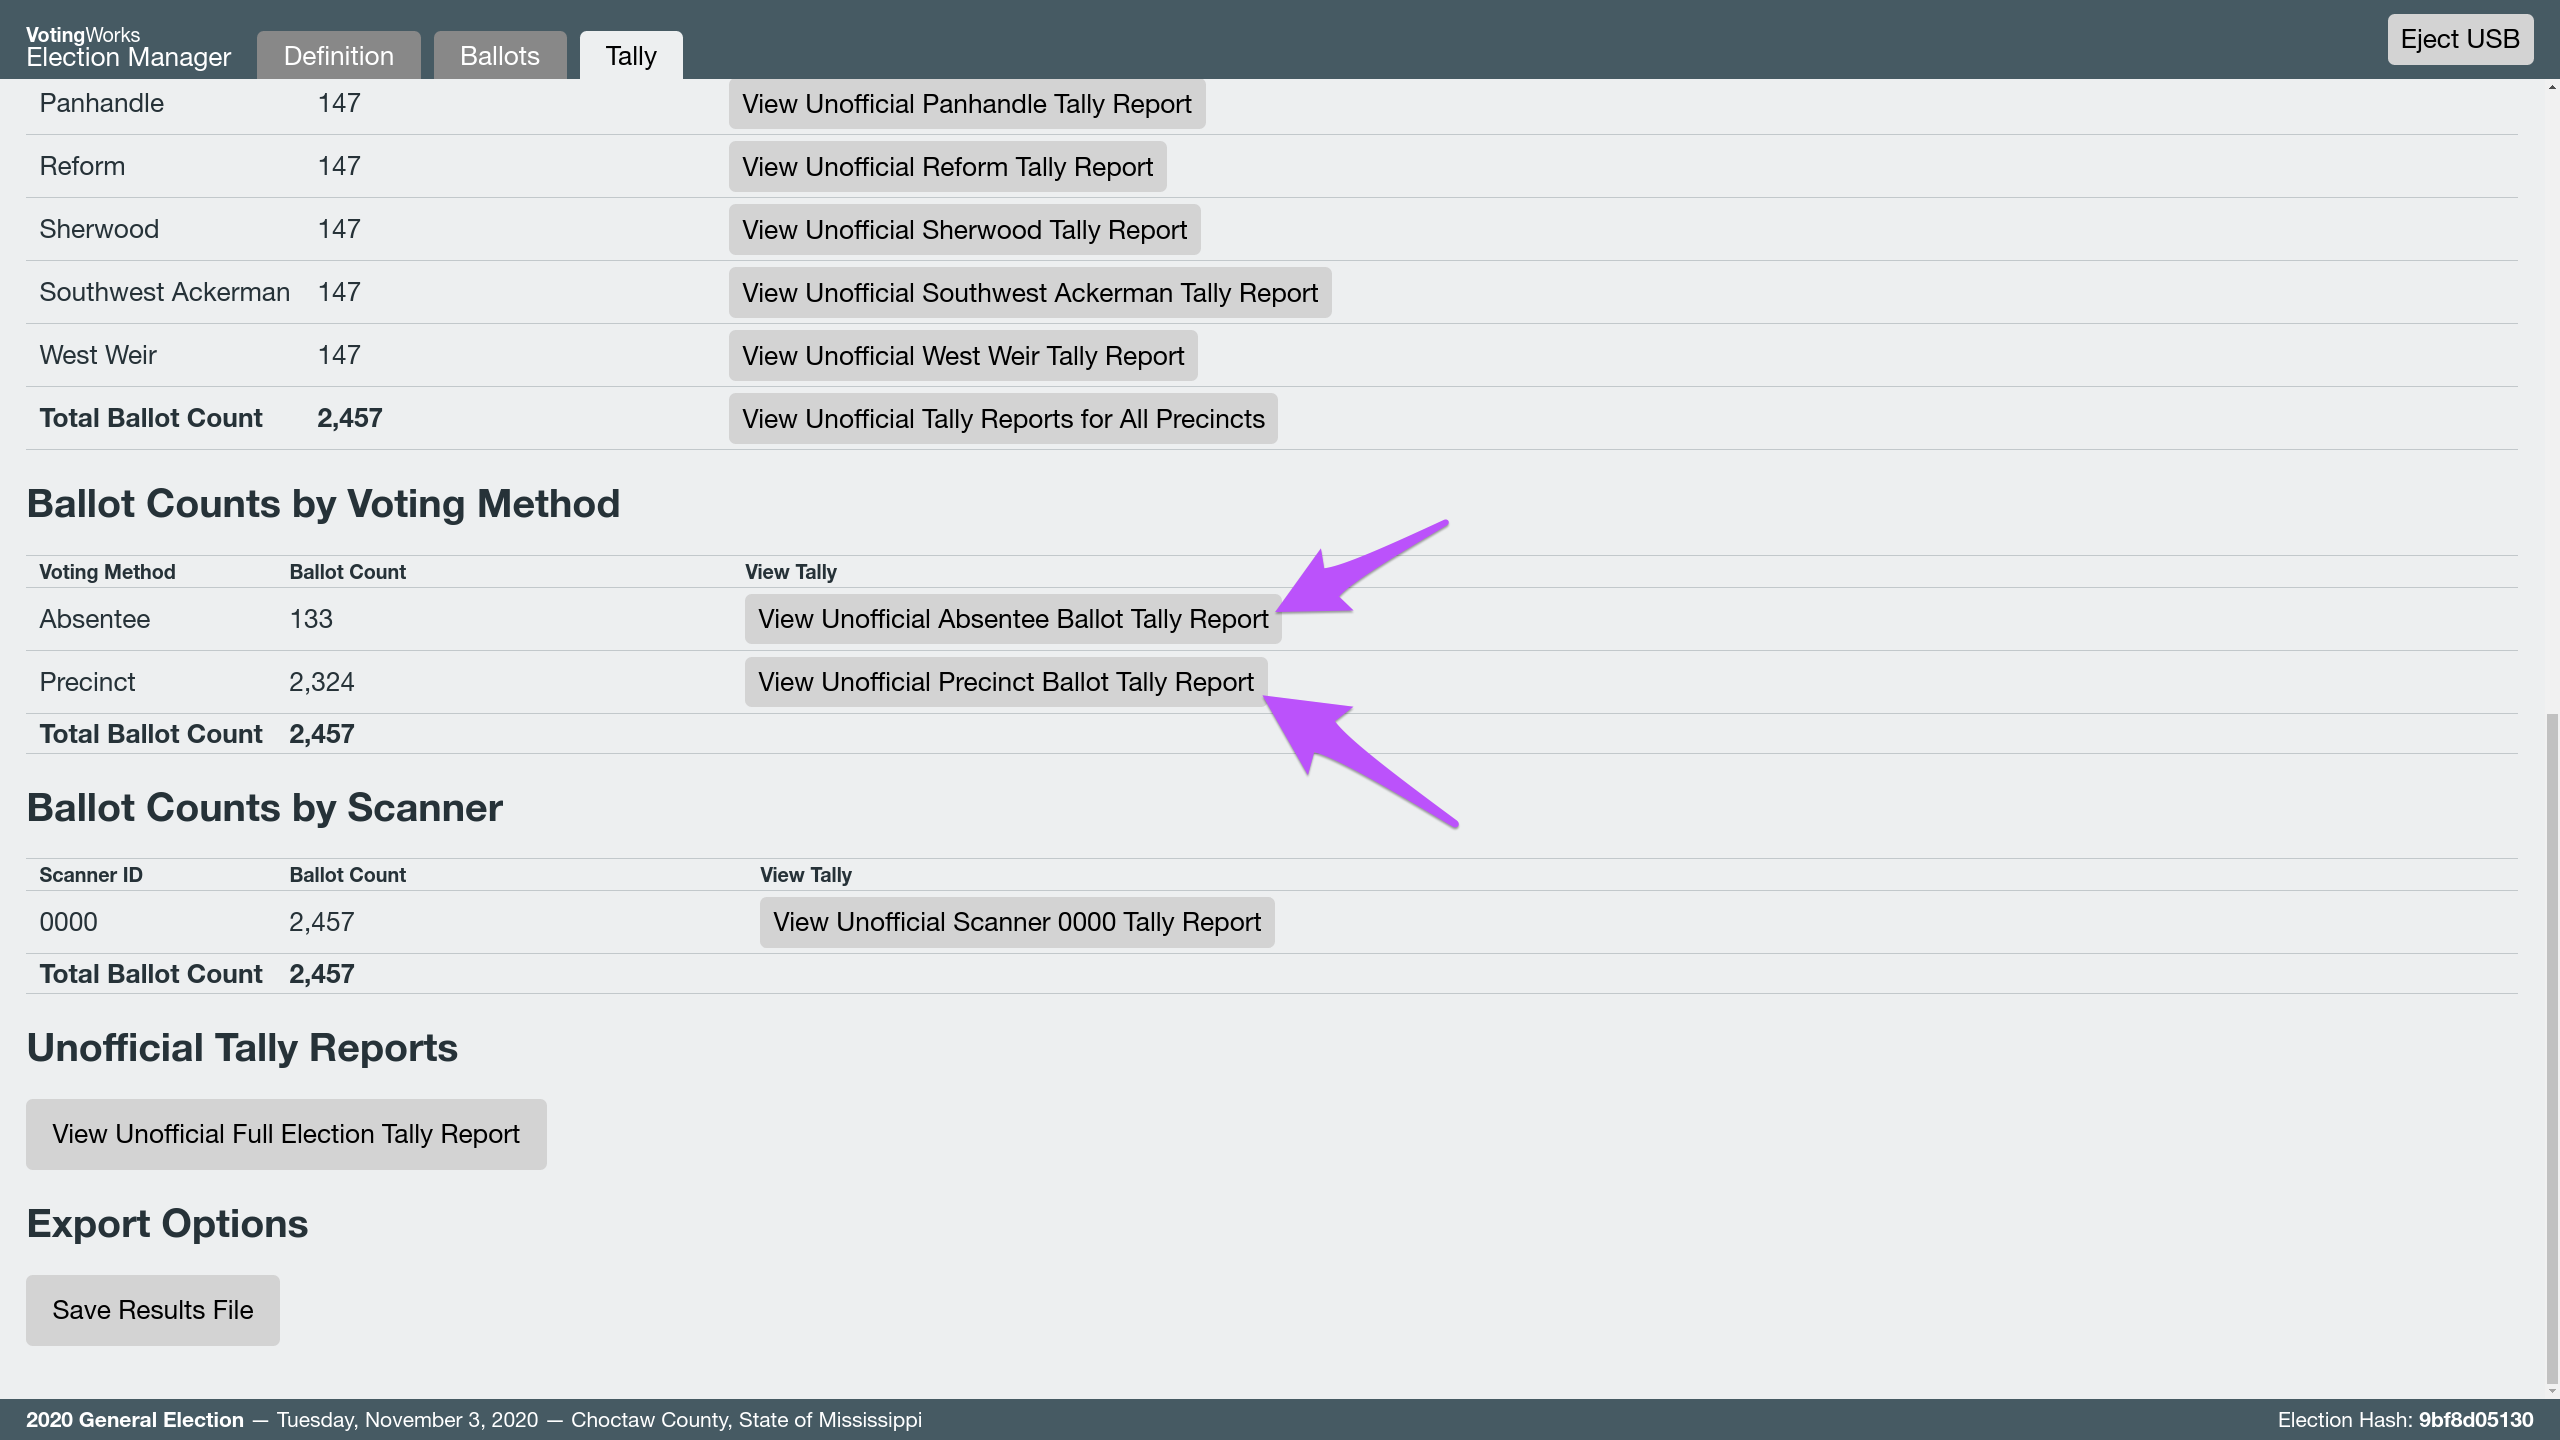 VotingWorks
Election Manager
Definition
Ballots
Tally
Eject USB
Panhandle 147 View Unofficial Panhandle Tally Report
Reform 147 View Unofficial Reform Tally Report
Sherwood 147 View Unofficial Sherwood Tally Report
Southwest Ackerman 147 View Unofficial Southwest Ackerman Tally Report
West Weir 147 View Unofficial West Weir Tally Report
Total Ballot Count 2,457 View Unofficial Tally Reports for All Precincts
Ballot Counts by Voting Method
Voting Method Ballot Count View Tally
Absentee 133 View Unofficial Absentee Ballot Tally Report
Precinct 2,324 View Unofficial Precinct Ballot Tally Report
Total Ballot Count 2,457
Ballot Counts by Scanner
Scanner ID Ballot Count View Tally
0000 2,457 View Unofficial Scanner 0000 Tally Report
Total Ballot Count 2,457
Unofficial Tally Reports
View Unofficial Full Election Tally Report
Export Options
Save Results File
2020 General Election — Tuesday, November 3, 2020 — Choctaw County, State of Mississippi
Election Hash: 9bf8d05130